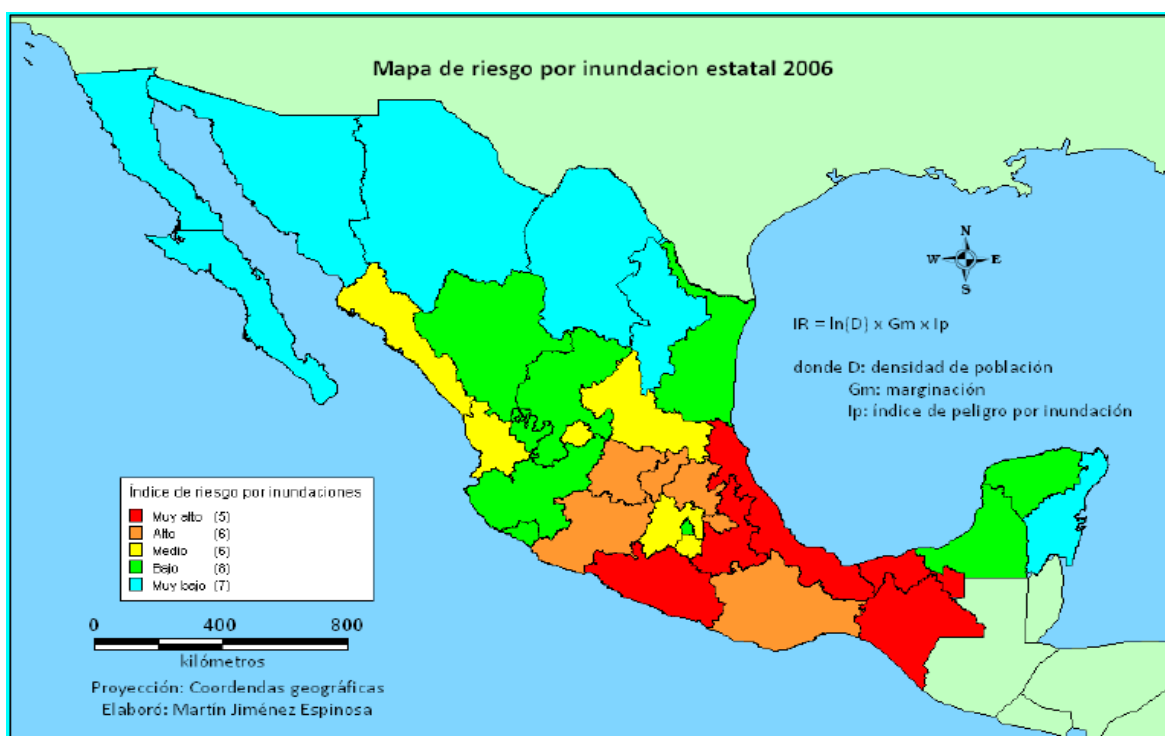 Mapa de riesgo por inundacion estatal 2006
N
W E
S
IR = ln(D) x Gm x Ip
donde D: densidad de población
Gm: marginación
Ip: índice de peligro por inundación
Índice de riesgo por inundaciones
Muy alto (5)
Alto (6)
Medio (6)
Bajo (8)
Muy bajo (7)
0 400 800
kilómetros
Proyección: Coordendas geográficas
Elaboró: Martín Jiménez Espinosa